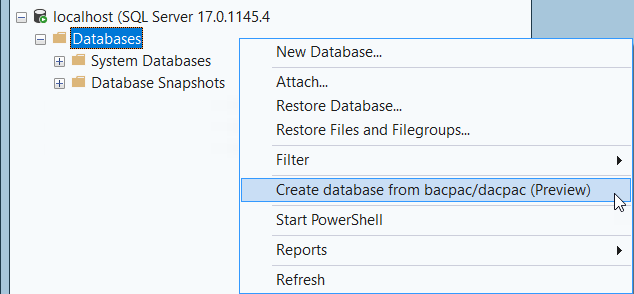 localhost (SQL Server 17.0.1145.4
Databases
System Databases
Database Snapshots
New Database...
Attach...
Restore Database...
Restore Files and Filegroups...
Filter
Create database from bacpac/dacpac (Preview)
Start PowerShell
Reports
Refresh